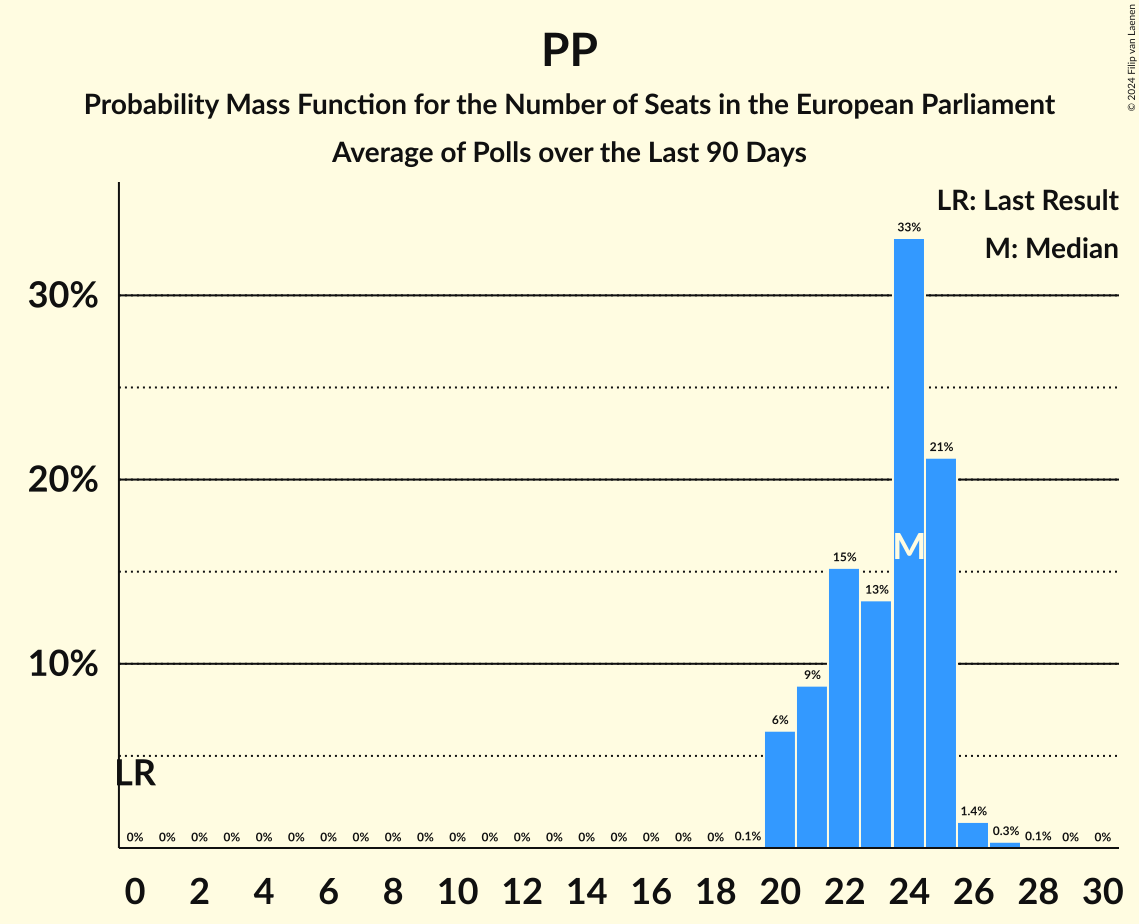 © 2024 Filip van Laenen
PP
Probability Mass Function for the Number of Seats in the European Parliament
Average of Polls over the Last 90 Days
LR: Last Result
M: Median
30%
20%
10%
33%
21%
M
15%
13%
9%
6%
LR
0% 0% 0% 0% 0% 0% 0% 0% 0% 0% 0% 0% 0% 0% 0% 0% 0% 0% 0% 0.1% 1.4% 0.3% 0.1% 0% 0%
0 2 4 6 8 10 12 14 16 18 20 22 24 26 28 30